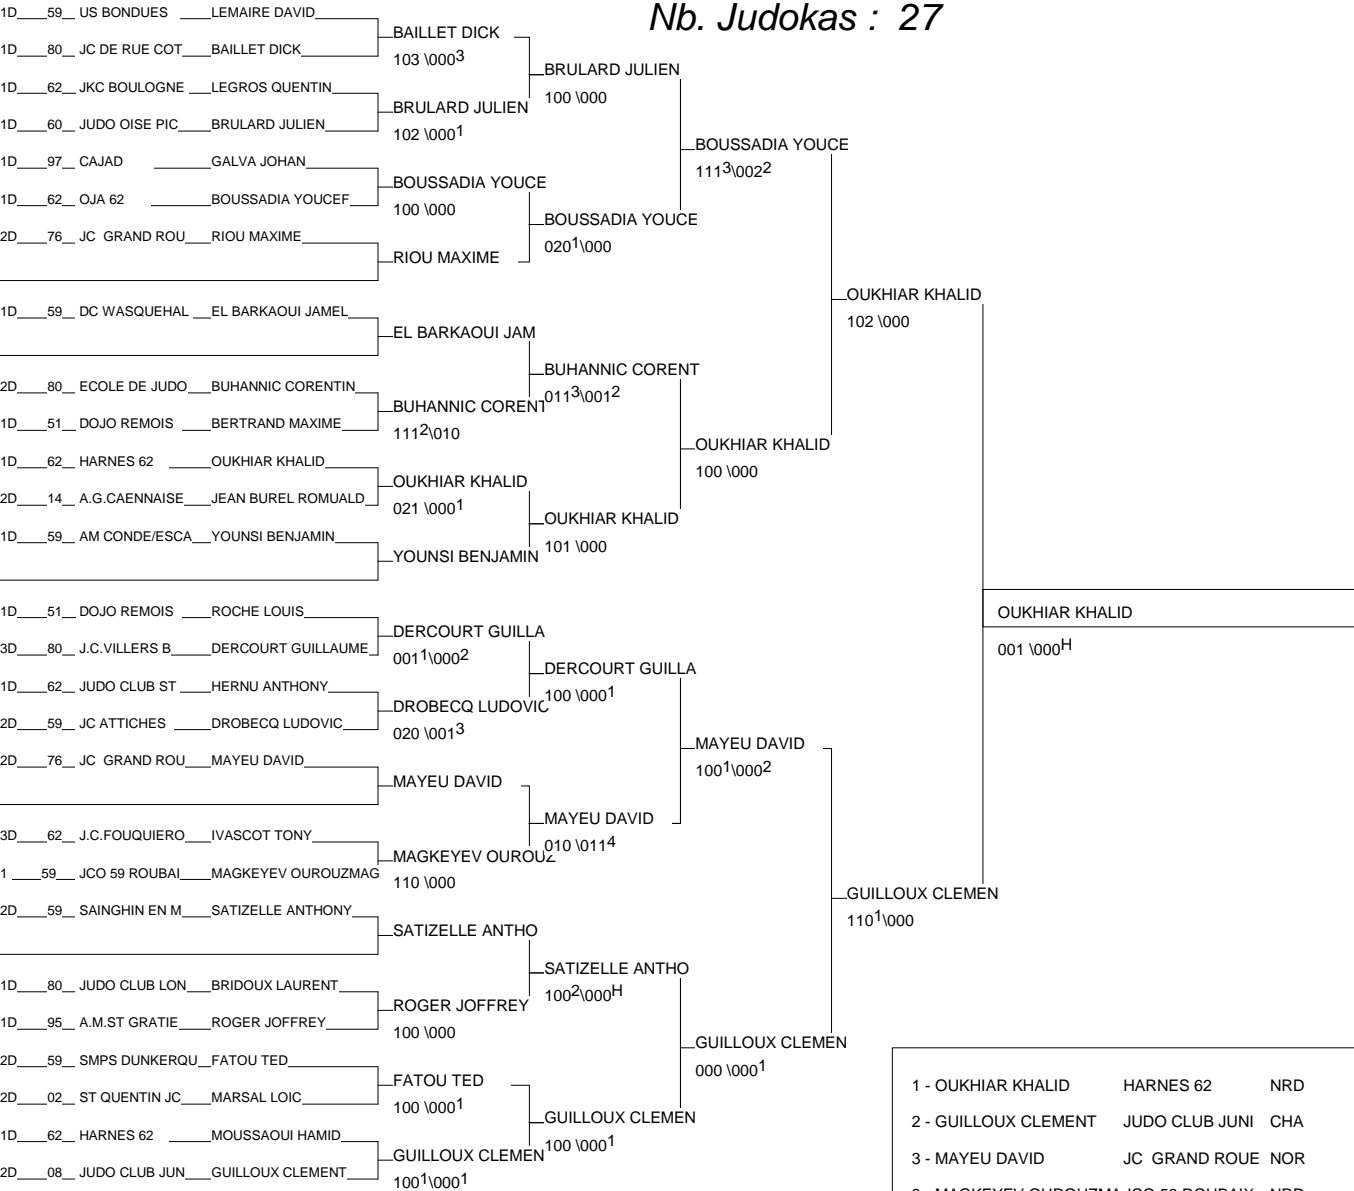 Nb. Judokas : 27
1D 59 US BONDUES LEMAIRE DAVID
1D 80 JC DE RUE COT BAILLET DICK
1D 62 JKC BOULOGNE LEGROS QUENTIN
1D 60 JUDO OISE PIC BRULARD JULIEN
1D 97 CAJAD GALVA JOHAN
1D 62 OJA 62 BOUSSADIA YOUCEF
2D 76 JC GRAND ROU RIOU MAXIME
1D 59 DC WASQUEHAL EL BARKAOUI JAMEL
2D 80 ECOLE DE JUDO BUHANNIC CORENTIN
1D 51 DOJO REMOIS BERTRAND MAXIME
1D 62 HARNES 62 OUKHIAR KHALID
2D 14 A.G.CAENNAISE JEAN BUREL ROMUALD
1D 59 AM CONDE/ESCA YOUNSI BENJAMIN
1D 51 DOJO REMOIS ROCHE LOUIS
3D 80 J.C.VILLERS B DERCOURT GUILLAUME
1D 62 JUDO CLUB ST HERNU ANTHONY
2D 59 JC ATTICHES DROBECQ LUDOVIC
2D 76 JC GRAND ROU MAYEU DAVID
3D 62 J.C.FOUQUIERO IVASCOT TONY
1 59 JCO 59 ROUBAI MAGKEYEV OUROUZMAG
2D 59 SAINGHIN EN M SATIZELLE ANTHONY
1D 80 JUDO CLUB LON BRIDOUX LAURENT
1D 95 A.M.ST GRATIE ROGER JOFFREY
2D 59 SMPS DUNKERQU FATOU TED
2D 02 ST QUENTIN JC MARSAL LOIC
1D 62 HARNES 62 MOUSSAOUI HAMID
2D 08 JUDO CLUB JUN GUILLOUX CLEMENT
BAILLET DICK
103 \000³
BRULARD JULIEN
102 \000¹
BOUSSADIA YOUCE
100 \000
RIOU MAXIME
EL BARKAOUI JAM
BUHANNIC CORENT
111²\010
OUKHIAR KHALID
021 \000¹
YOUNSI BENJAMIN
DERCOURT GUILLA
001¹\000²
DROBECQ LUDOVIC
020 \001³
MAYEU DAVID
MAGKEYEV OUROUZ
110 \000
SATIZELLE ANTHO
ROGER JOFFREY
100 \000
FATOU TED
100 \000¹
GUILLOUX CLEMEN
100¹\000¹
BRULARD JULIEN
100 \000
BOUSSADIA YOUCE
020¹\000
BUHANNIC CORENT
011³\001²
OUKHIAR KHALID
101 \000
DERCOURT GUILLA
100 \000¹
MAYEU DAVID
010 \011⁴
SATIZELLE ANTHO
100²\000ᴴ
GUILLOUX CLEMEN
100 \000¹
BOUSSADIA YOUCE
111³\002²
OUKHIAR KHALID
100 \000
MAYEU DAVID
100¹\000²
GUILLOUX CLEMEN
000 \000¹
OUKHIAR KHALID
102 \000
GUILLOUX CLEMEN
110¹\000
OUKHIAR KHALID
001 \000ᴴ
1 - OUKHIAR KHALID HARNES 62 NRD
2 - GUILLOUX CLEMENT JUDO CLUB JUNI CHA
3 - MAYEU DAVID JC GRAND ROUE NOR